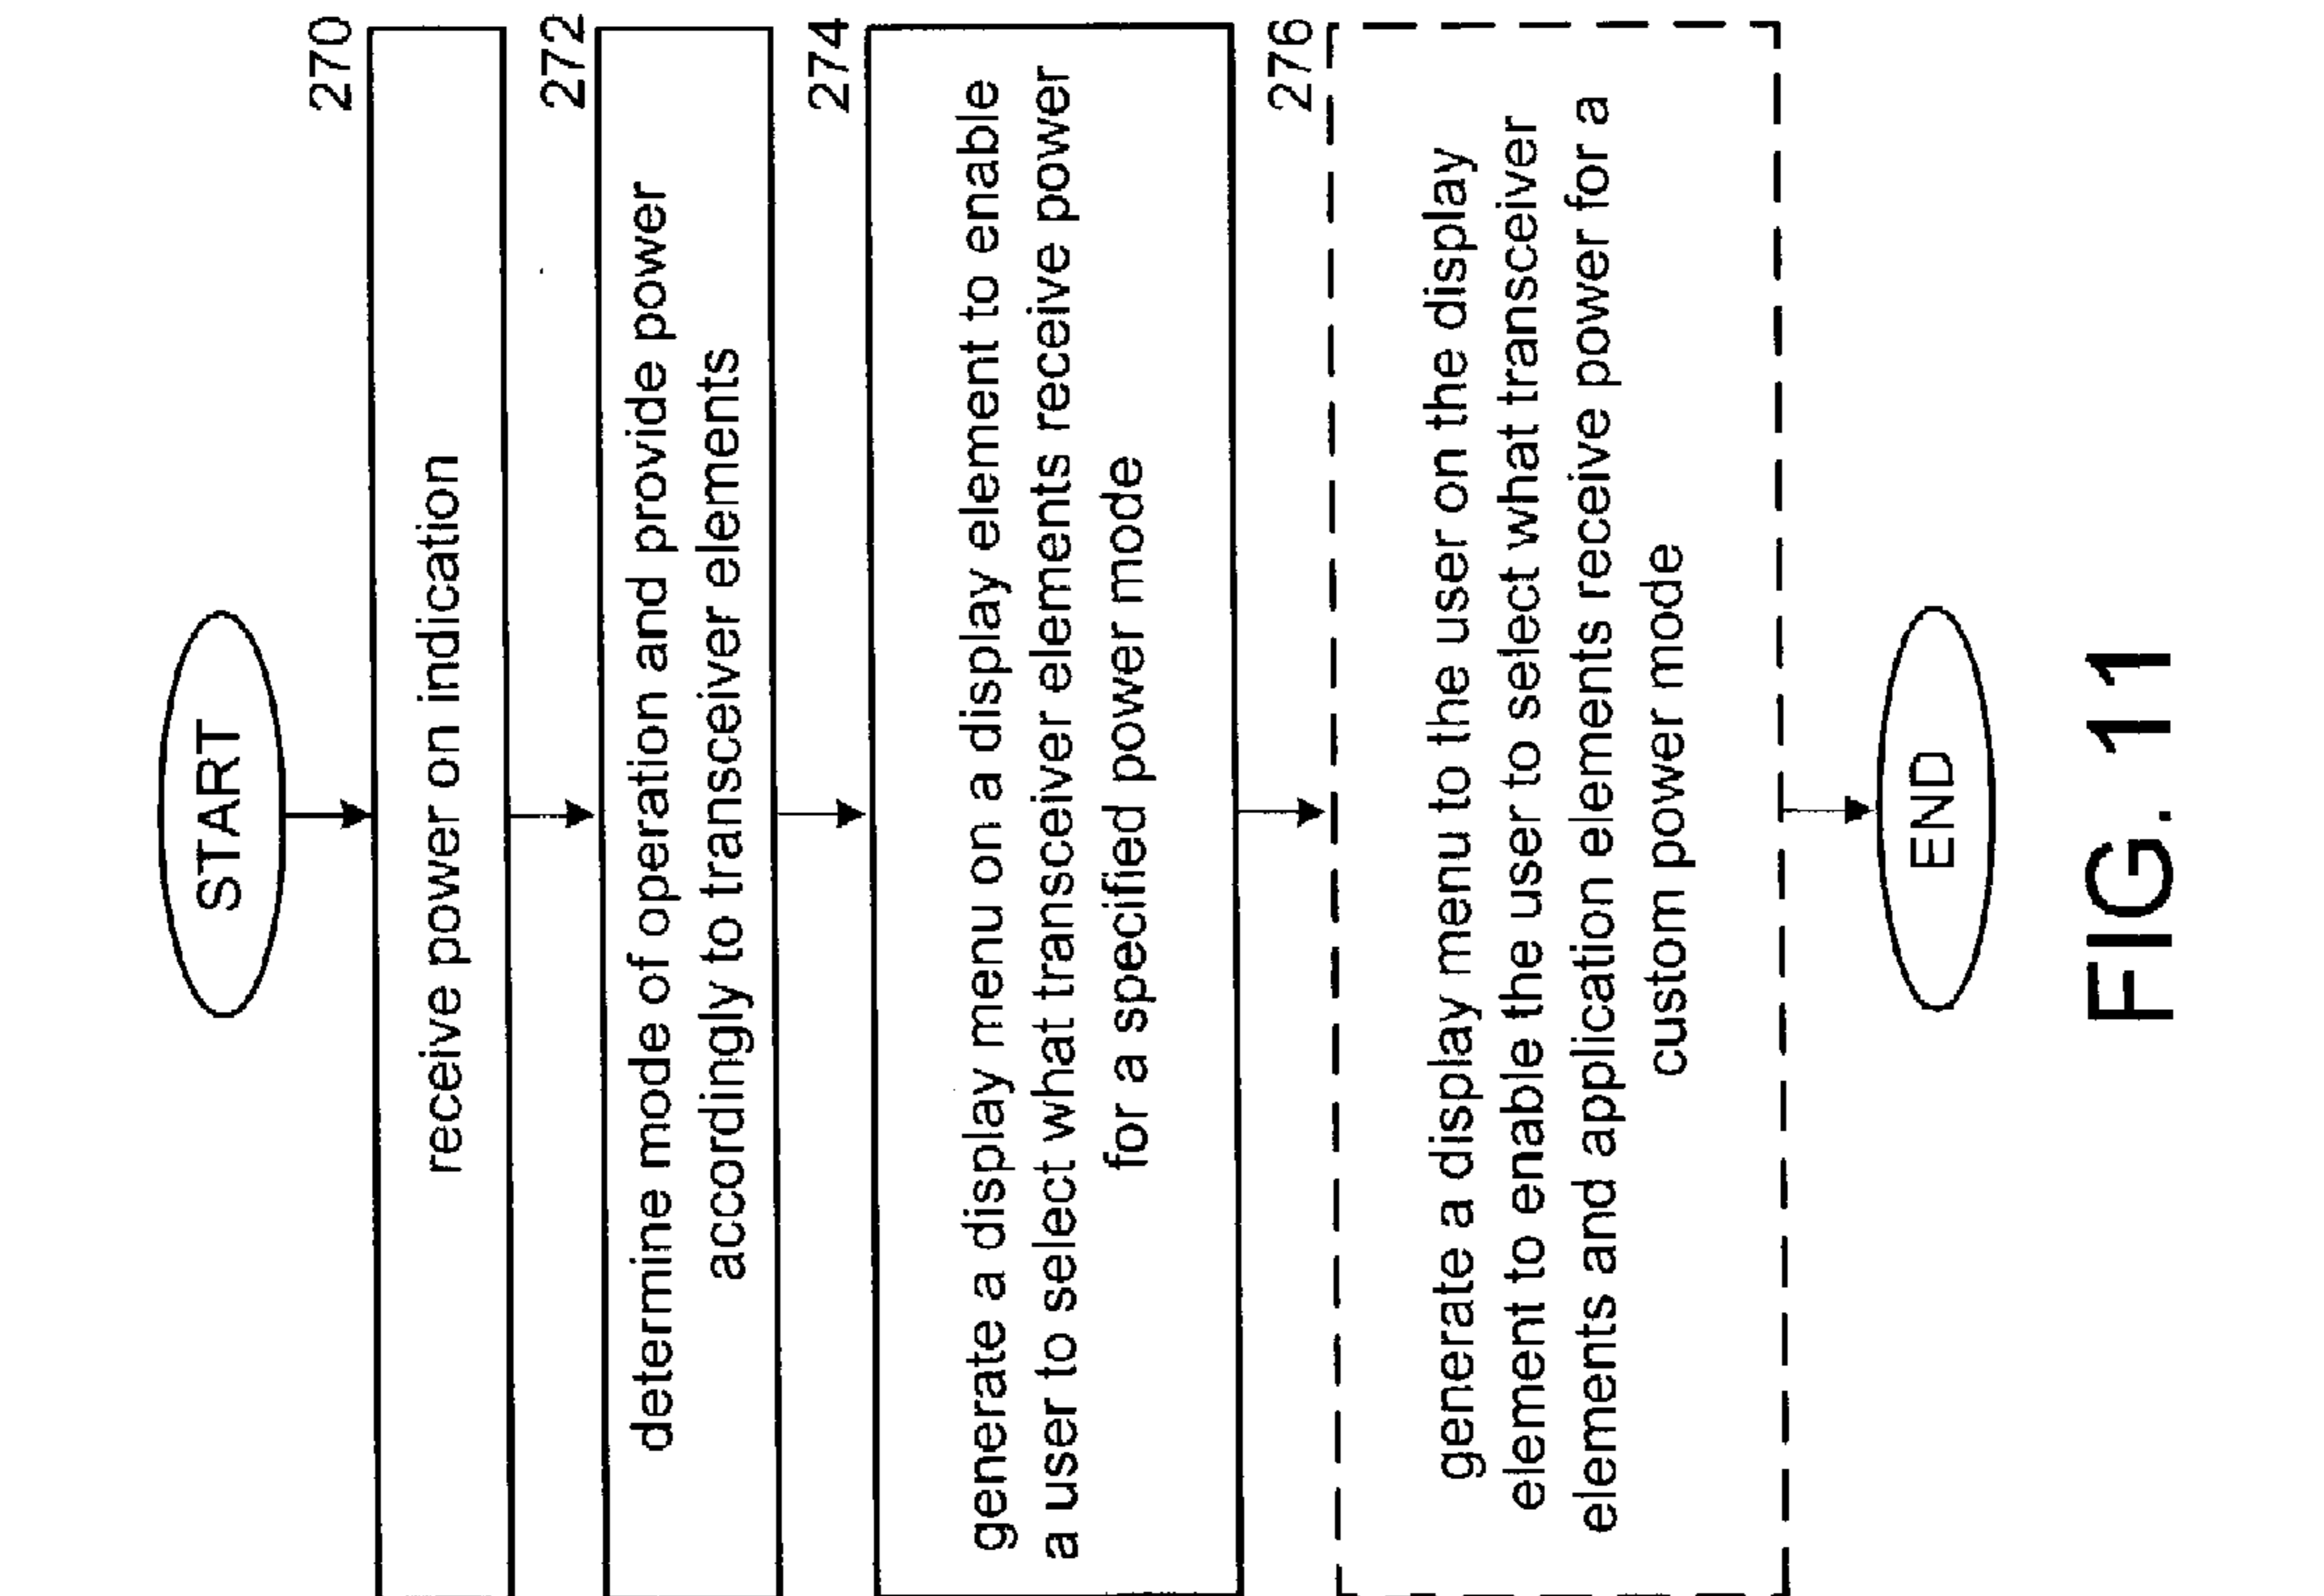 START
270
receive power on indication
272
determine mode of operation and provide power
accordingly to transceiver elements
274
generate a display menu on a display element to enable
a user to select what transceiver elements receive power
for a specified power mode
276
generate a display menu to the user on the display
element to enable the user to select what transceiver
elements and application elements receive power for a
custom power mode
END
FIG. 11